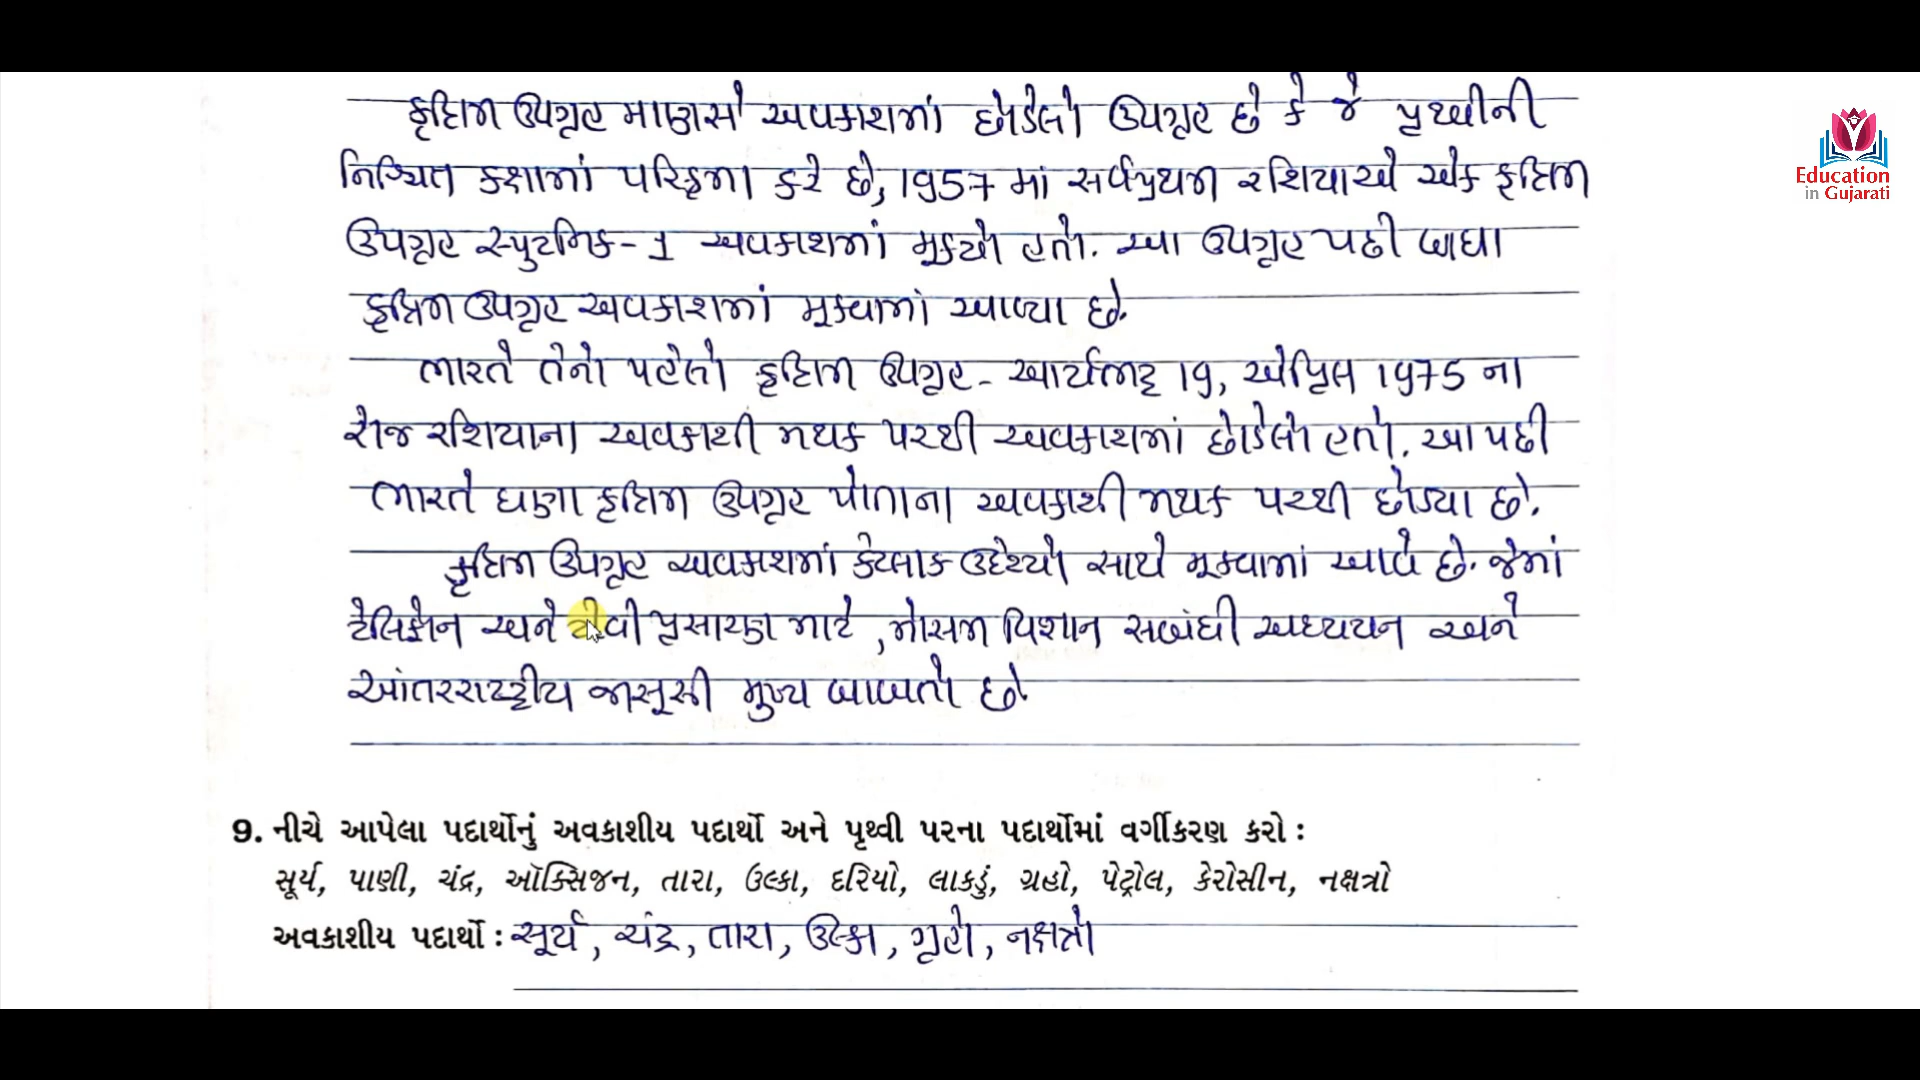 કૃત્રિમ ઉપગ્રહ માણસે અવકાશમાં છોડેલો ઉપગ્રહ છે કે જે પૃથ્વીની
નિશ્ચિત કક્ષામાં પરિક્રમા કરે છે, 1957 માં સર્વપ્રથમ રશિયાએ એક કૃત્રિમ
ઉપગ્રહ સ્પુટનિક-1 અવકાશમાં મૂક્યો હતો. આ ઉપગ્રહ પછી બધા
કૃત્રિમ ઉપગ્રહ અવકાશમાં મૂકવામાં આવ્યા છે.
ભારતે તેનો પહેલો કૃત્રિમ ઉપગ્રહ- આર્યભટ્ટ 19, એપ્રિલ 1975 ના
રોજ રશિયાના અવકાશી મથક પરથી અવકાશમાં છોડેલો હતો. આ પછી
ભારતે ઘણા કૃત્રિમ ઉપગ્રહ પોતાના અવકાશી મથક પરથી છોડ્યા છે.
કૃત્રિમ ઉપગ્રહ અવકાશમાં કેટલાક ઉદેશ્યો સાથે મૂકવામાં આવે છે. જેમાં
ટેલિફોન અને ટીવી પ્રસારણ માટે, મોસમ વિજ્ઞાન સબંધી અધ્યયન અને
આંતરરાષ્ટ્રીય જાસૂસી મુખ્ય બાબતો છે.
9. નીચે આપેલા પદાર્થોનું અવકાશીય પદાર્થો અને પૃથ્વી પરના પદાર્થોમાં વર્ગીકરણ કરો :
સૂર્ય, પાણી, ચંદ્ર, ઑક્સિજન, તારા, ઉલ્કા, દરિયો, લાકડું, ગ્રહો, પેટ્રોલ, કેરોસીન, નક્ષત્રો
અવકાશીય પદાર્થો : સૂર્ય, ચંદ્ર, તારા, ઉલ્કા, ગ્રહો, નક્ષત્રો
Education
in Gujarati